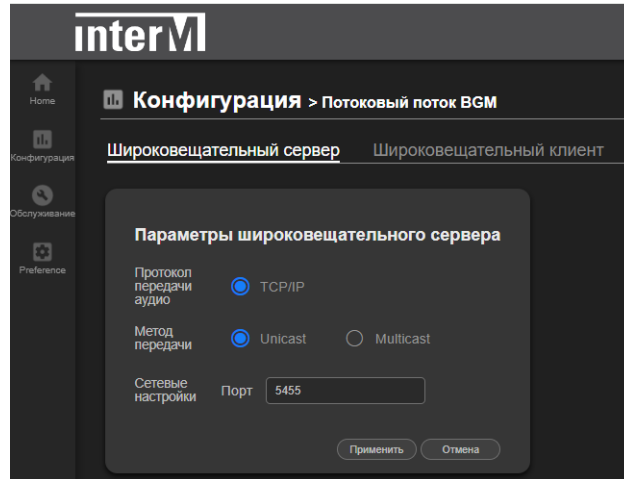 interM
Home
Конфигурация > Потоковый поток BGM
Конфигурация
Широковещательный сервер Широковещательный клиент
Обслуживание
Preference
Параметры широковещательного сервера
Протокол
передачи
аудио
TCP/IP
Метод
передачи
Unicast Multicast
Сетевые
настройки
Порт 5455
Применить Отмена